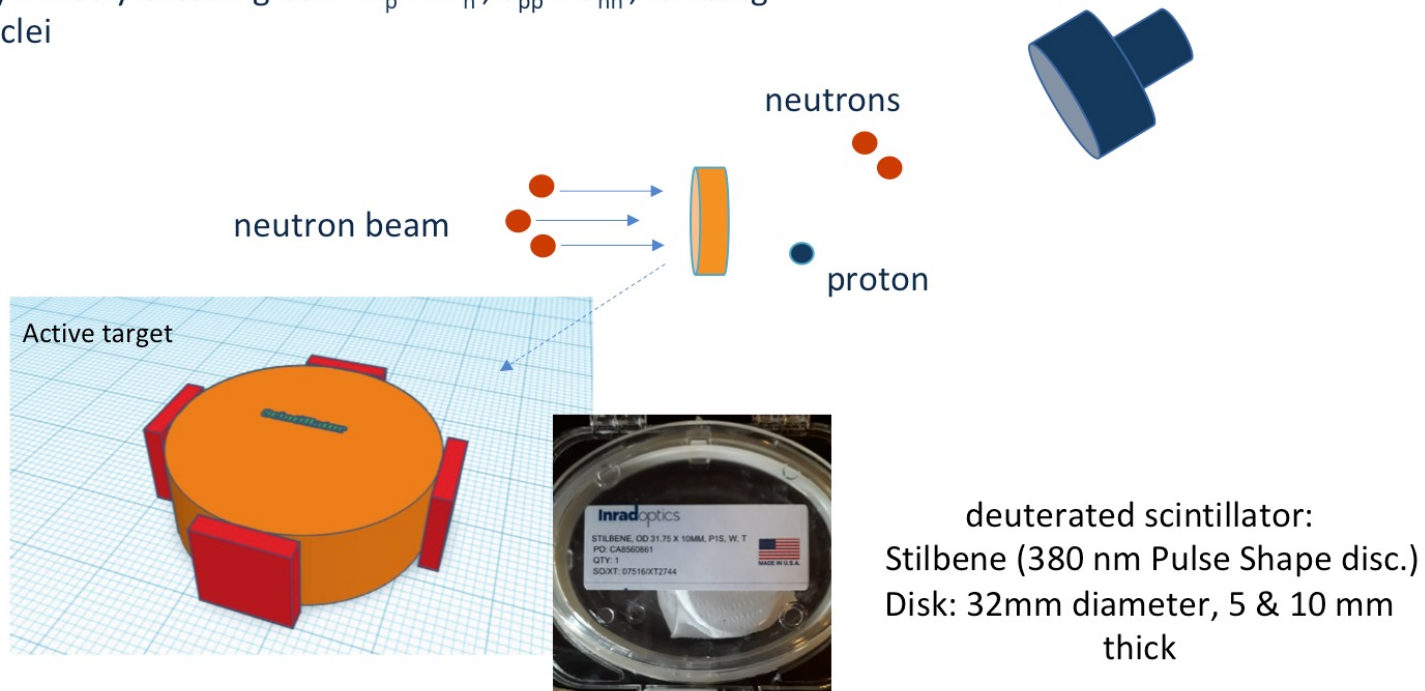 clei
neutrons
neutron beam
proton
Active target
Scintillator
Inradoptics
STILBENE, OD 31.75 X 10MM, P1S, W, T
PO: CA8560861
QTY: 1
SO/XT: 07516/XT2744
MADE IN U.S.A.
deuterated scintillator:
Stilbene (380 nm Pulse Shape disc.)
Disk: 32mm diameter, 5 & 10 mm
thick